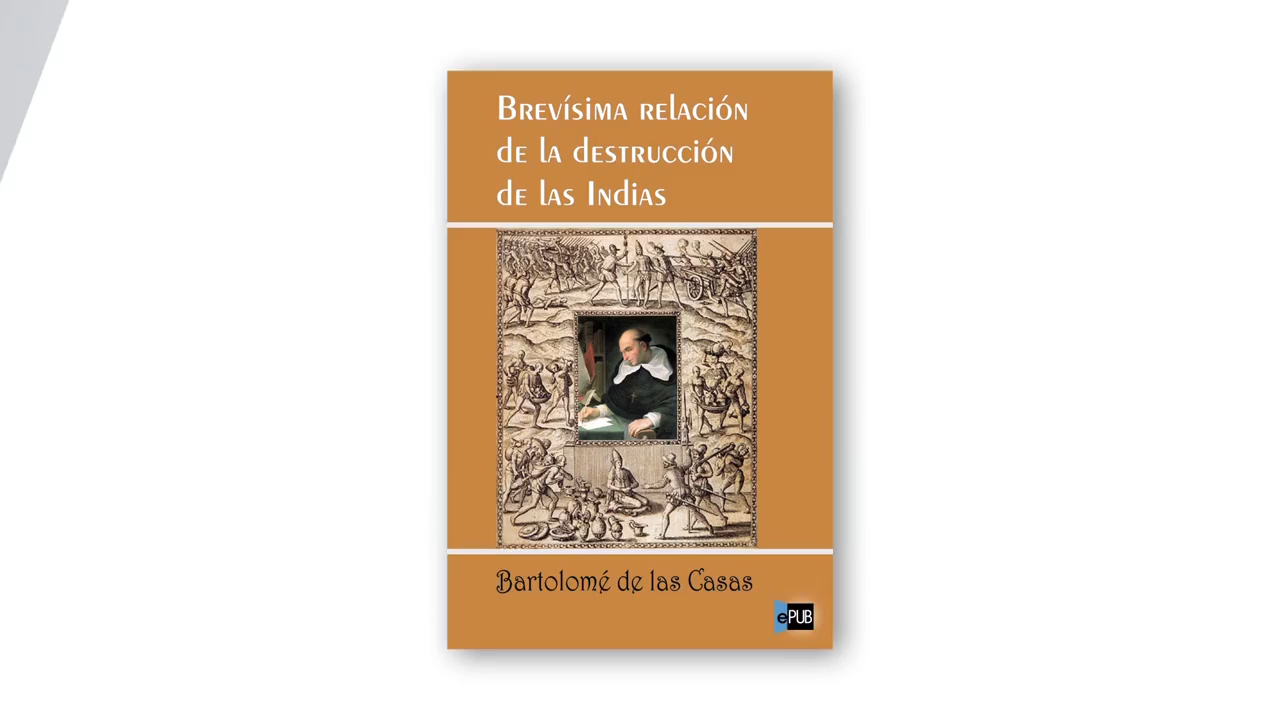 Brevísima relación
de la destrucción
de las Indias
Bartolomé de las Casas
ePUB